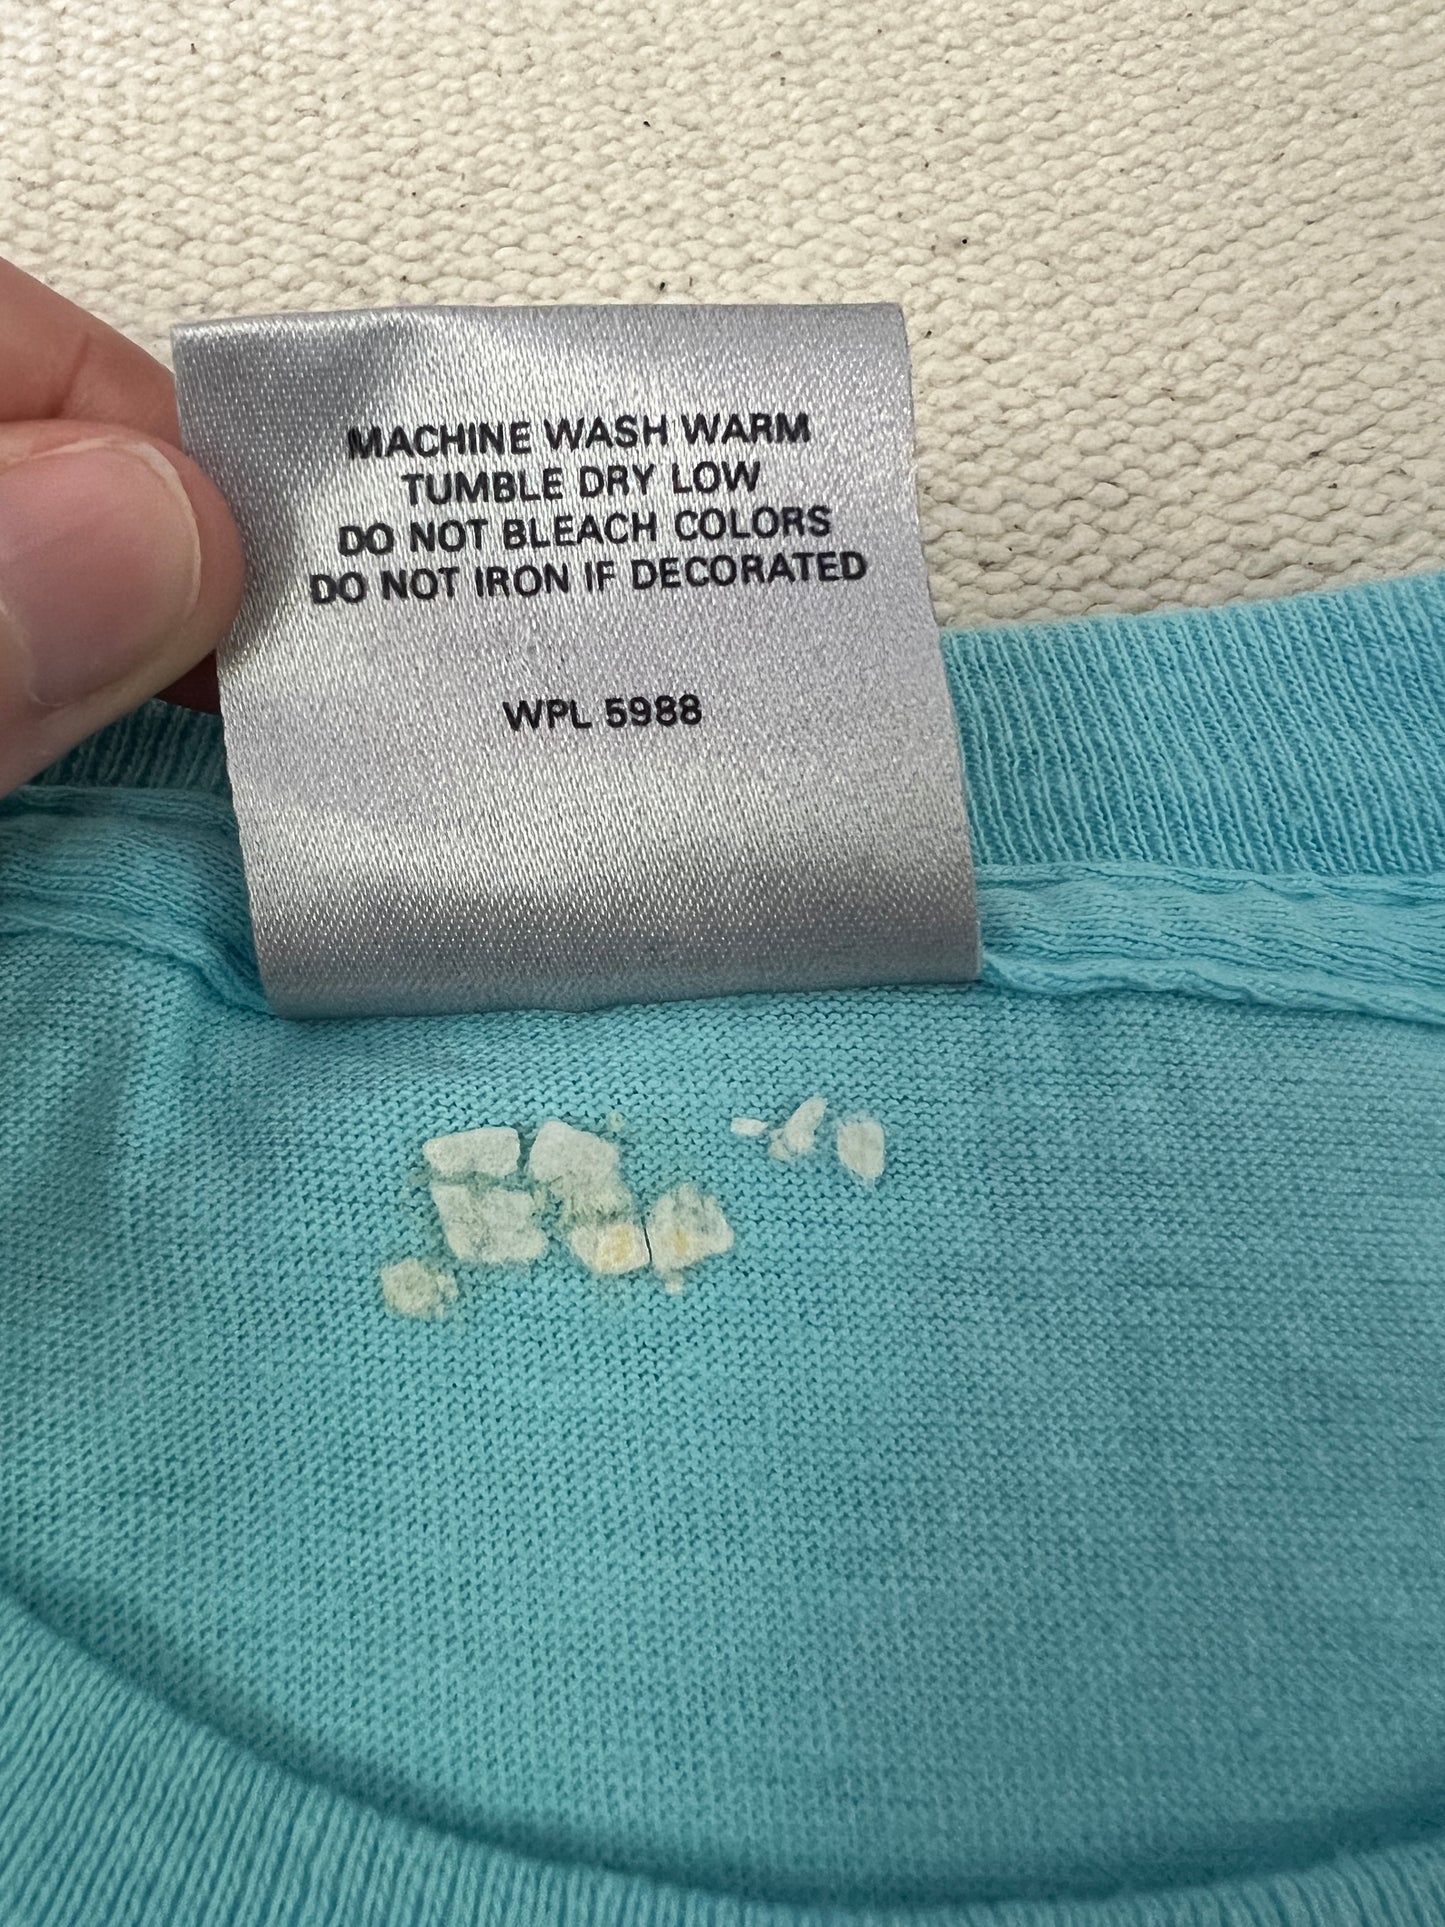 MACHINE WASH WARM
TUMBLE DRY LOW
DO NOT BLEACH COLORS
DO NOT IRON IF DECORATED
WPL 5988